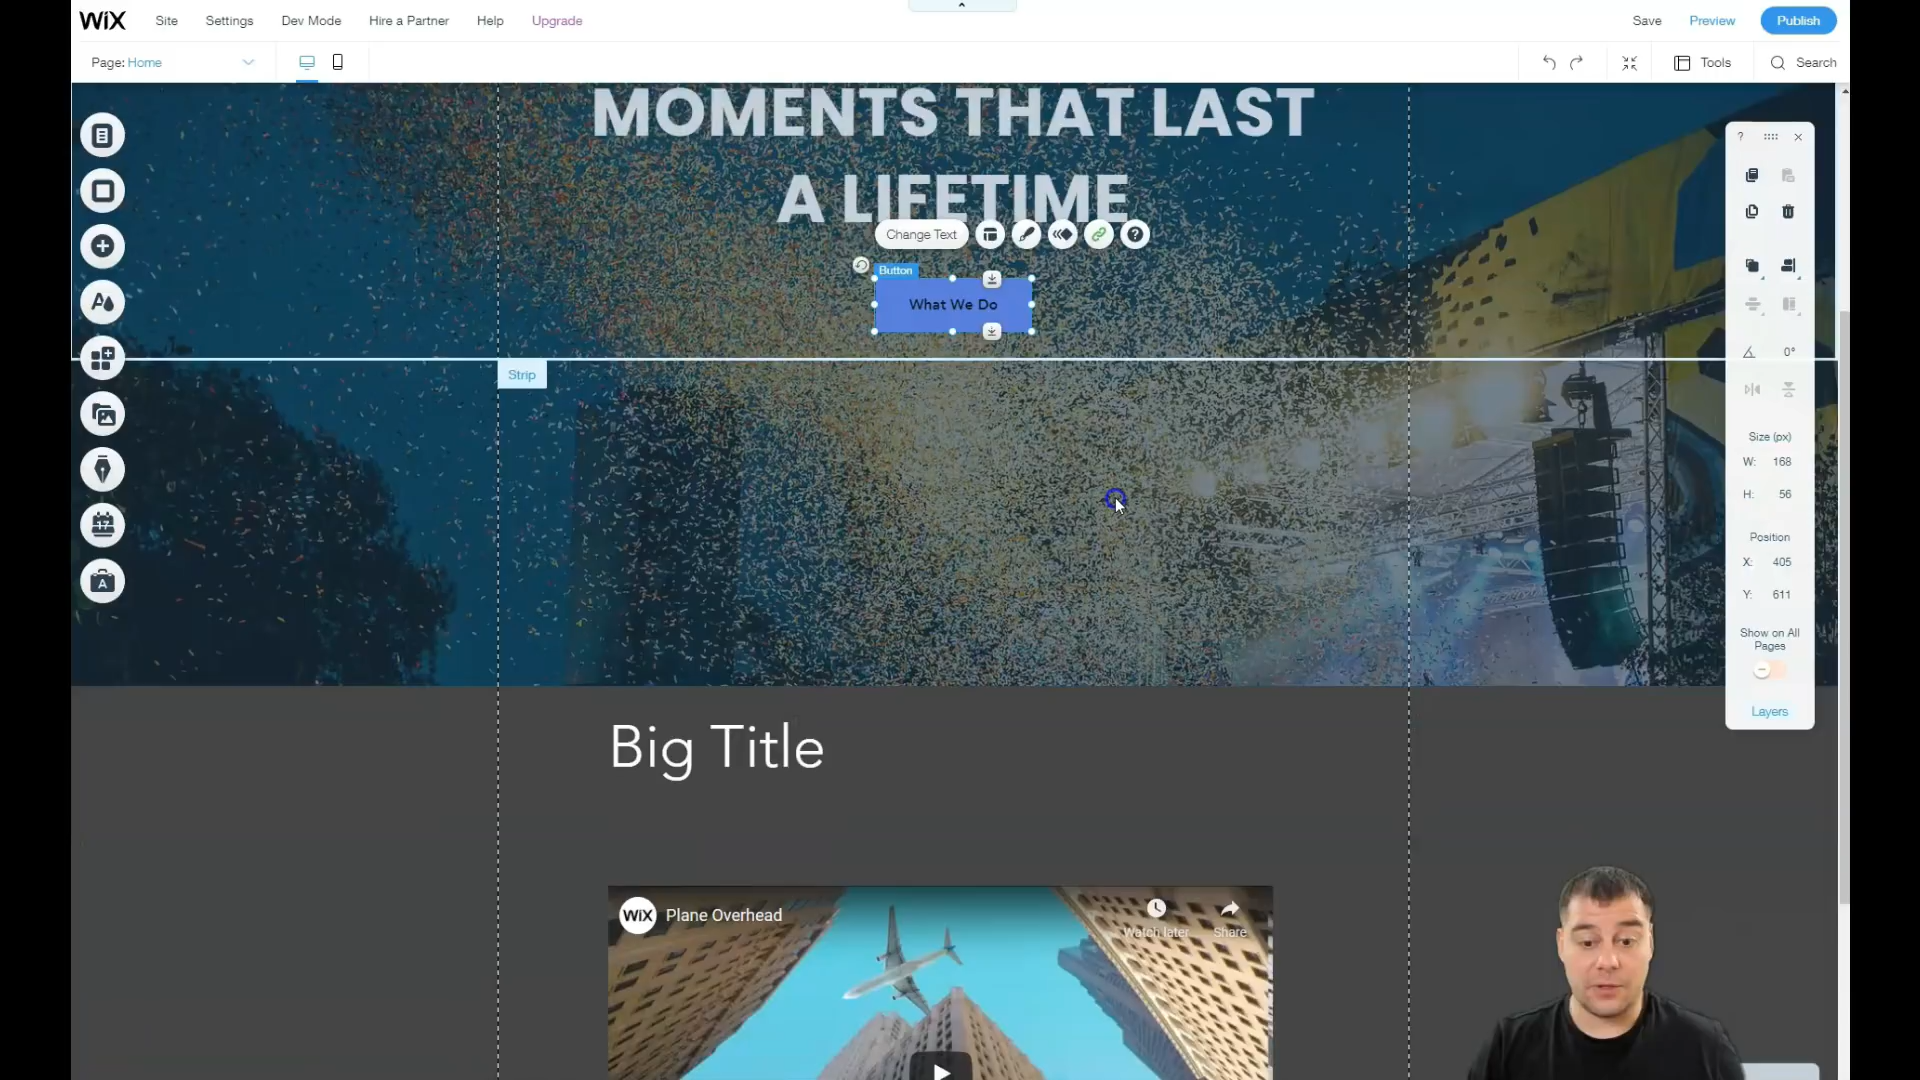 WiX Site Settings Dev Mode Hire a Partner Help Upgrade Save Preview Publish
Page: Home Tools Search
MOMENTS THAT LAST
A LIFETIME
Change Text
Button
What We Do
Strip
0°
Size (px)
W: 168
H: 56
Position
X: 405
Y: 611
Show on All
Pages
Layers
Big Title
WiX Plane Overhead
Watch later Share
17
A